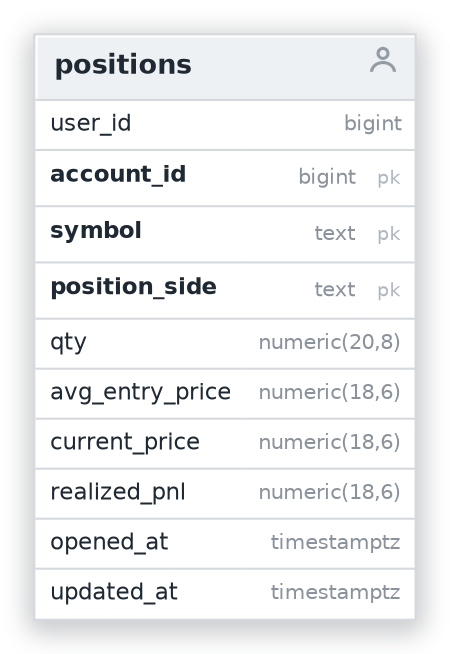 positions
user_id bigint
account_id bigint pk
symbol text pk
position_side text pk
qty numeric(20,8)
avg_entry_price numeric(18,6)
current_price numeric(18,6)
realized_pnl numeric(18,6)
opened_at timestamptz
updated_at timestamptz